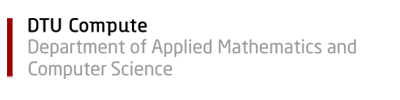 DTU Compute
Department of Applied Mathematics and
Computer Science